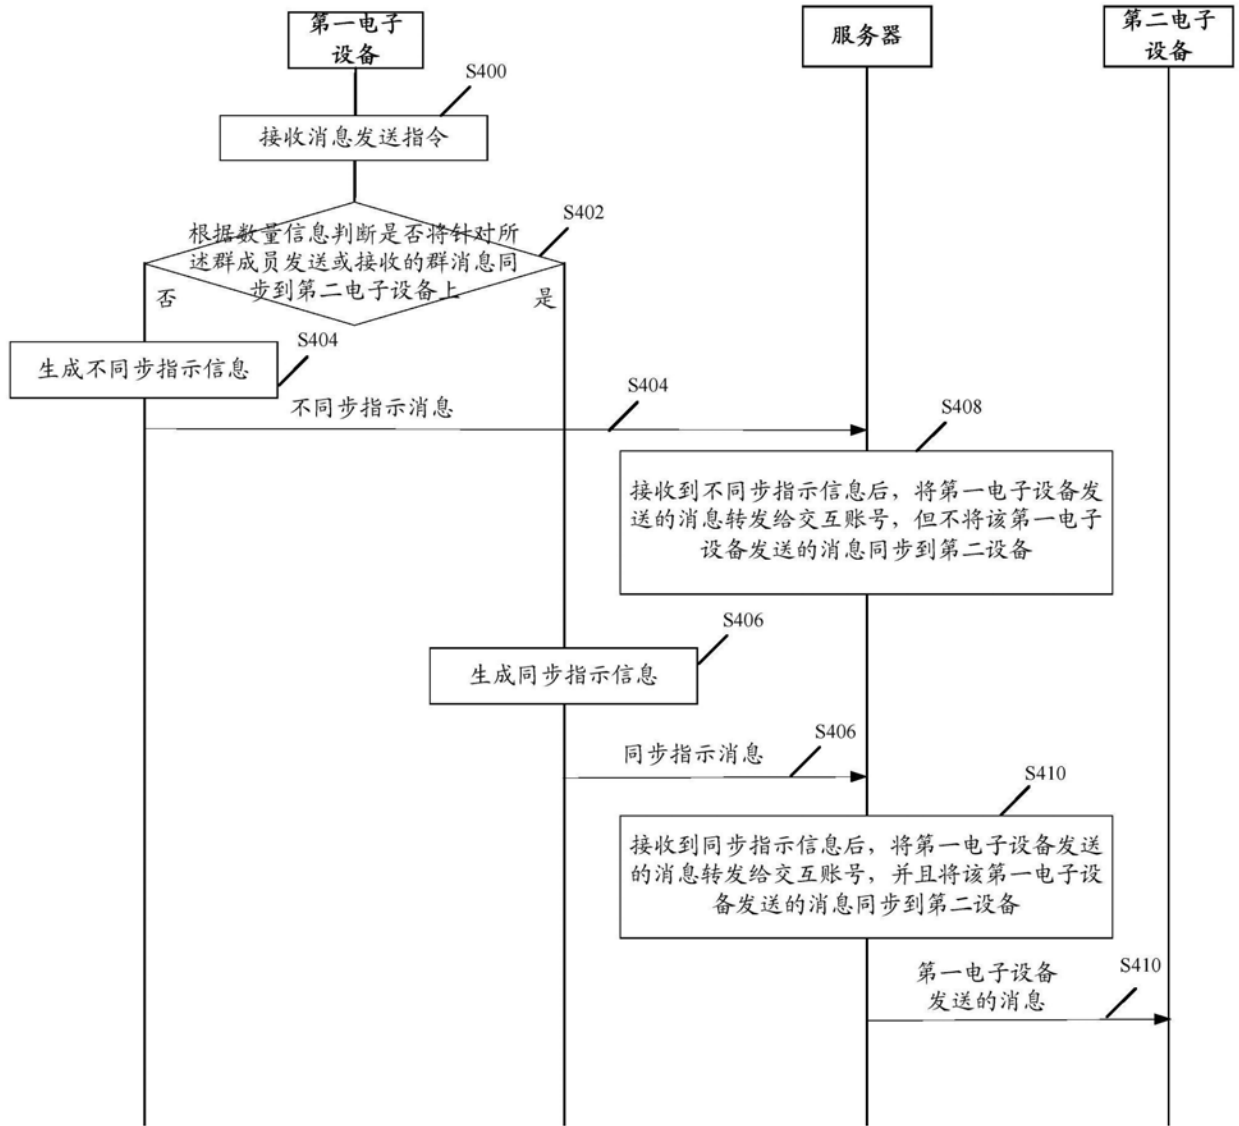 第一电子
设备
服务器
第二电子
设备
S400
接收消息发送指令
S402
根据数量信息判断是否将针对所
述群成员发送或接收的群消息同
步到第二电子设备上
否
是
S404
生成不同步指示信息
S404
不同步指示消息
S408
接收到不同步指示信息后，将第一电子设备发
送的消息转发给交互账号，但不将该第一电子
设备发送的消息同步到第二设备
S406
生成同步指示信息
S406
同步指示消息
S410
接收到同步指示信息后，将第一电子设备发送
的消息转发给交互账号，并且将该第一电子设
备发送的消息同步到第二设备
S410
第一电子设备
发送的消息